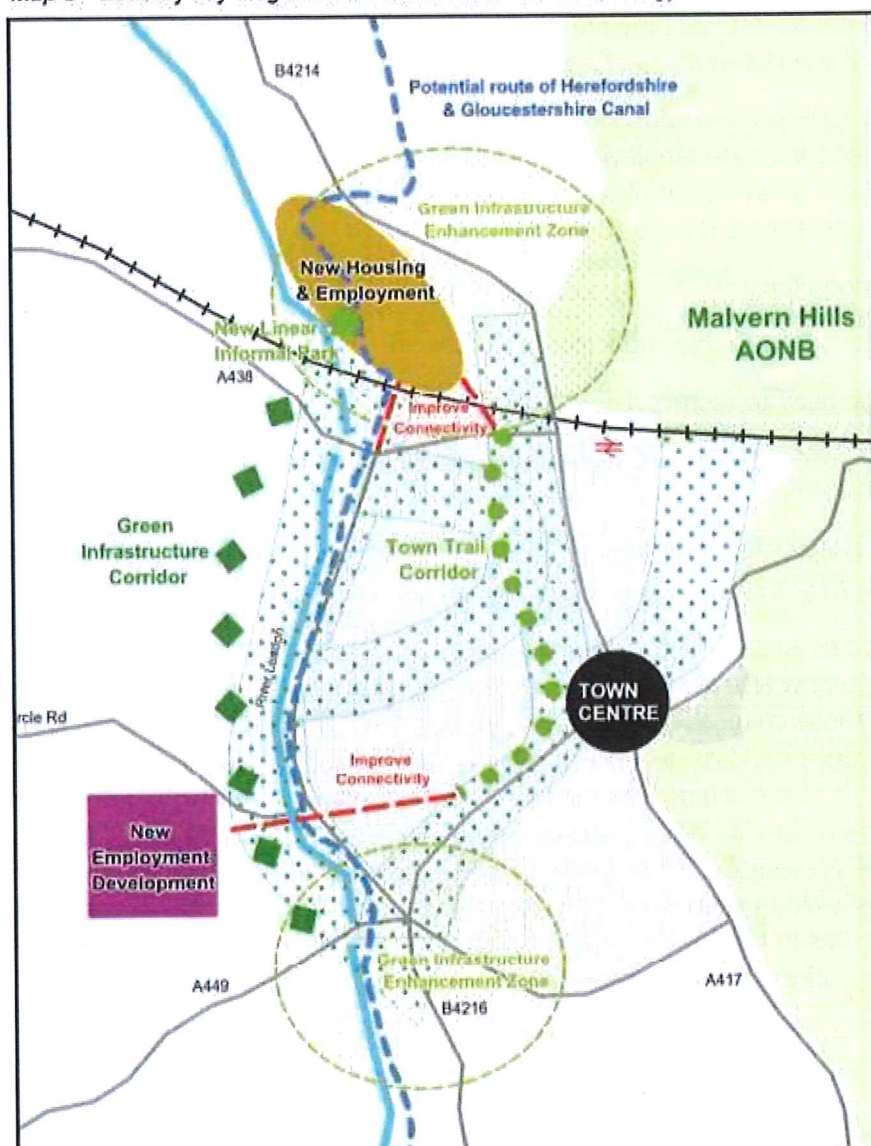 B4214
Potential route of Herefordshire
& Gloucestershire Canal
Green Infrastructure
Enhancement Zone
New Housing
& Employment
Malvern Hills
AONB
New Linear
Informal Park
A438
Improve
Connectivity
Green
Infrastructure
Corridor
Town Trail
Corridor
River Leadon
TOWN
CENTRE
rcle Rd
Improve
Connectivity
New
Employment
Development
Green Infrastructure
Enhancement Zone
A449
B4216
A417